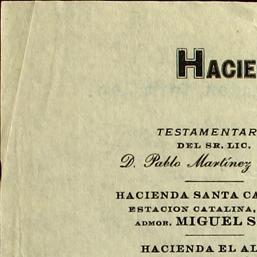 HACIE
TESTAMENTAR
DEL SR. LIC.
D. Pablo Martínez
HACIENDA SANTA CA
ESTACION CATALINA,
ADMOR. MIGUEL S
HACIENDA EL AL